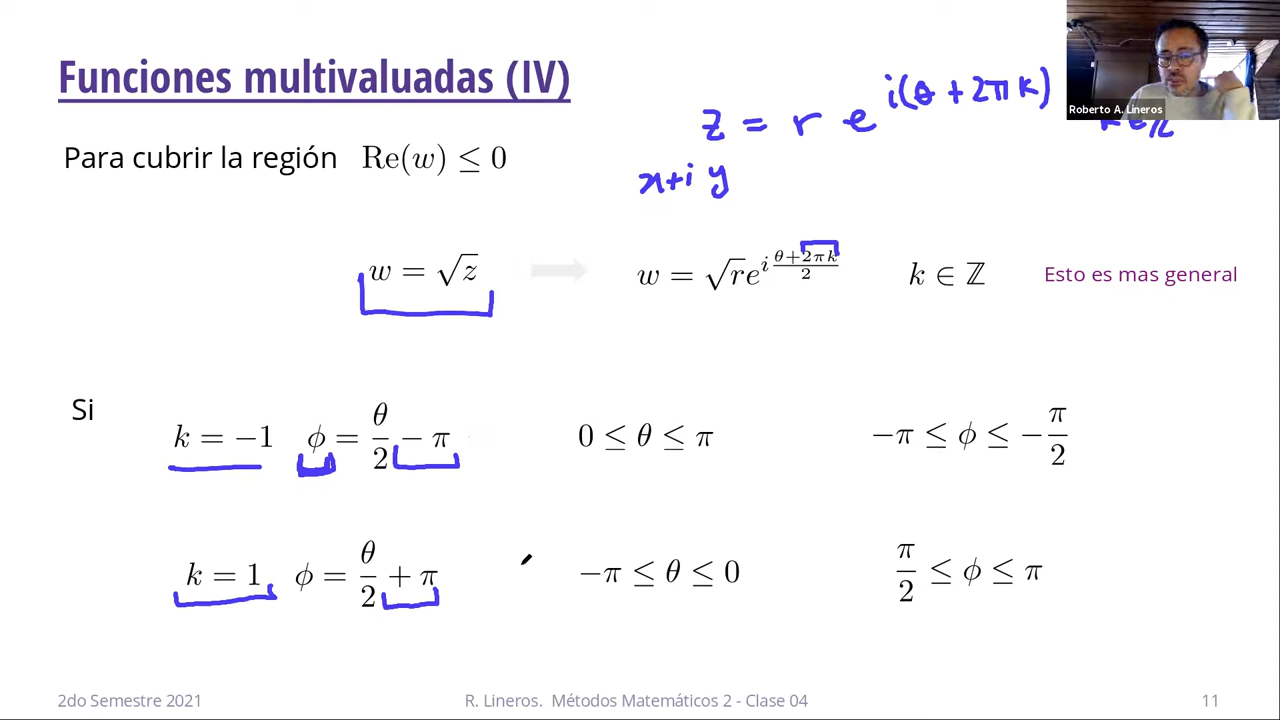 Funciones multivaluadas (IV)
z = r e^{i(θ + 2πk)}
Roberto A. Lineros
Para cubrir la región Re(w) ≤ 0
x+i y
w = √z w = √r e^{i (θ+2πk)/2} k ∈ ℤ Esto es mas general
Si
k = −1 ϕ = θ/2 − π 0 ≤ θ ≤ π −π ≤ ϕ ≤ −π/2
k = 1 ϕ = θ/2 + π −π ≤ θ ≤ 0 π/2 ≤ ϕ ≤ π
2do Semestre 2021 R. Lineros. Métodos Matemáticos 2 - Clase 04 11